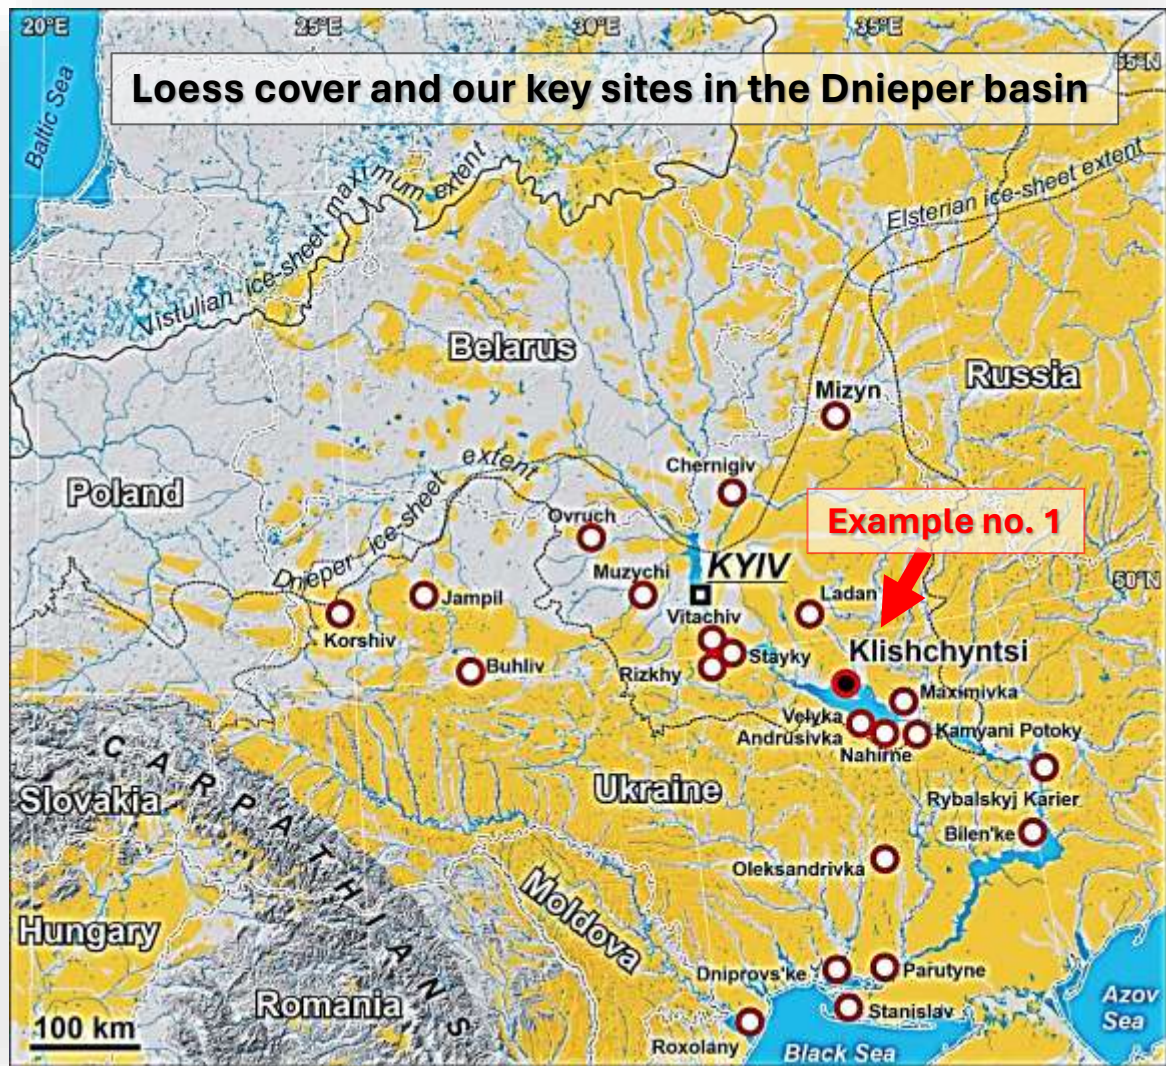 20°E
25°E
30°E
35°E
55°N
Loess cover and our key sites in the Dnieper basin
Baltic Sea
Vistulian ice-sheet maximum extent
Elsterian ice-sheet extent
Belarus
Russia
Mizyn
Poland
Dnieper ice-sheet extent
Chernigiv
Example no. 1
Ovruch
KYIV
50°N
Muzychi
Ladan
Jampil
Vitachiv
Korshiv
Klishchyntsi
Stayky
Buhliv
Rizkhy
Maximivka
Velyka
Andrusivka
Kamyani Potoky
Nahirne
CARPATHIANS
Slovakia
Ukraine
Rybalskyj Karier
Bilen'ke
Oleksandrivka
Moldova
Hungary
Dniprovs'ke
Parutyne
Romania
Stanislav
Azov
Sea
100 km
Roxolany
Black Sea